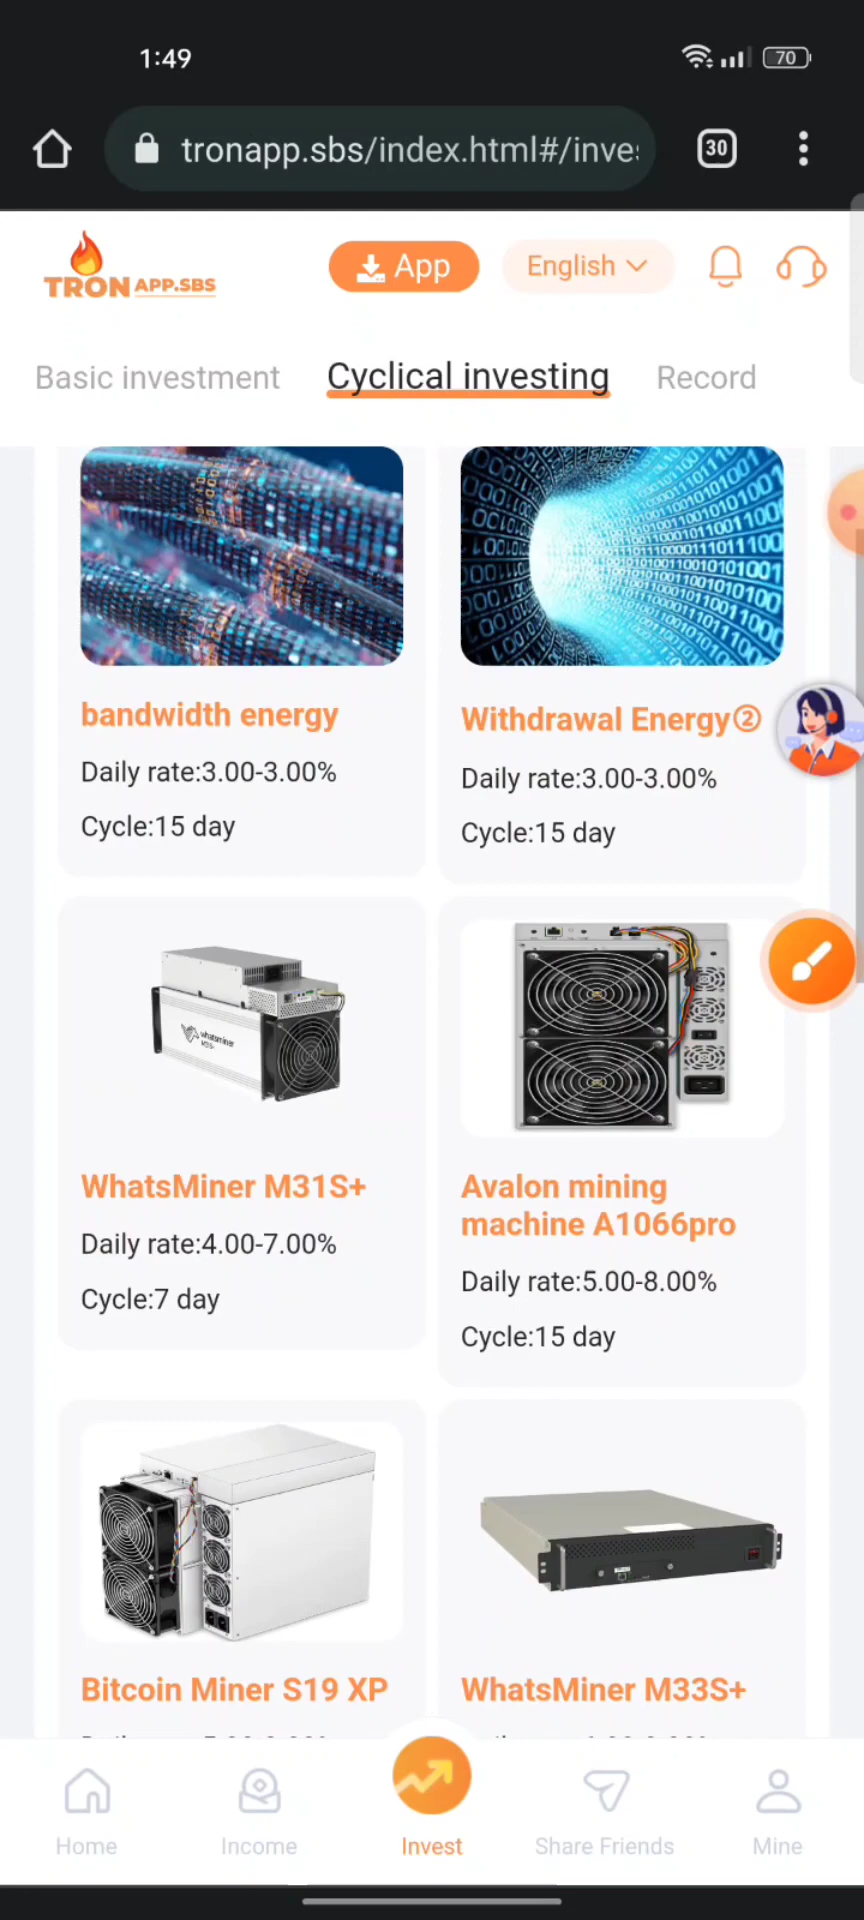 1:49
70
tronapp.sbs/index.html#/inve
30
TRON APP.SBS
App
English
Basic investment
Cyclical investing
Record
bandwidth energy
Daily rate:3.00-3.00%
Cycle:15 day
Withdrawal Energy②
Daily rate:3.00-3.00%
Cycle:15 day
whatsminer
WhatsMiner M31S+
Daily rate:4.00-7.00%
Cycle:7 day
Avalon mining
machine A1066pro
Daily rate:5.00-8.00%
Cycle:15 day
Bitcoin Miner S19 XP
WhatsMiner M33S+
Home
Income
Invest
Share Friends
Mine